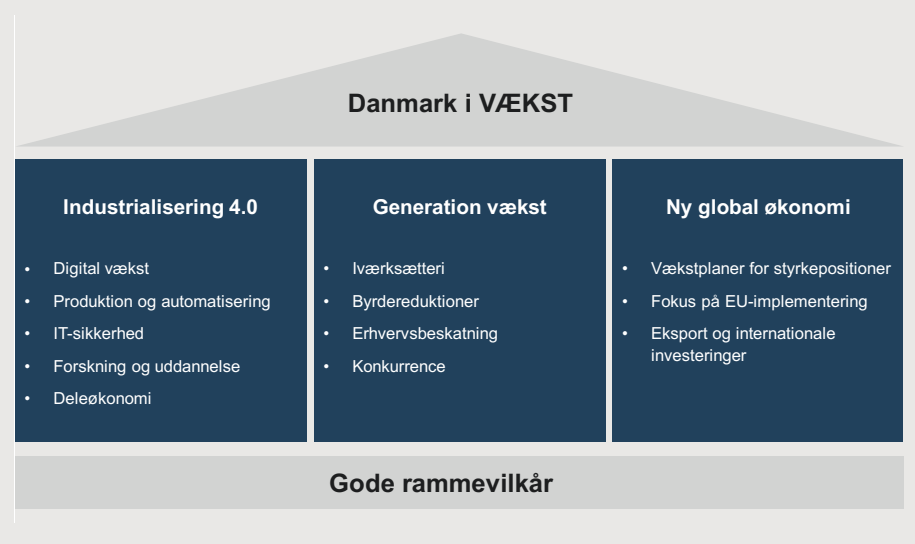 Danmark i VÆKST
Industrialisering 4.0
• Digital vækst
• Produktion og automatisering
• IT-sikkerhed
• Forskning og uddannelse
• Deleøkonomi
Generation vækst
• Iværksætteri
• Byrdereduktioner
• Erhvervsbeskatning
• Konkurrence
Ny global økonomi
• Vækstplaner for styrkepositioner
• Fokus på EU-implementering
• Eksport og internationale
investeringer
Gode rammevilkår